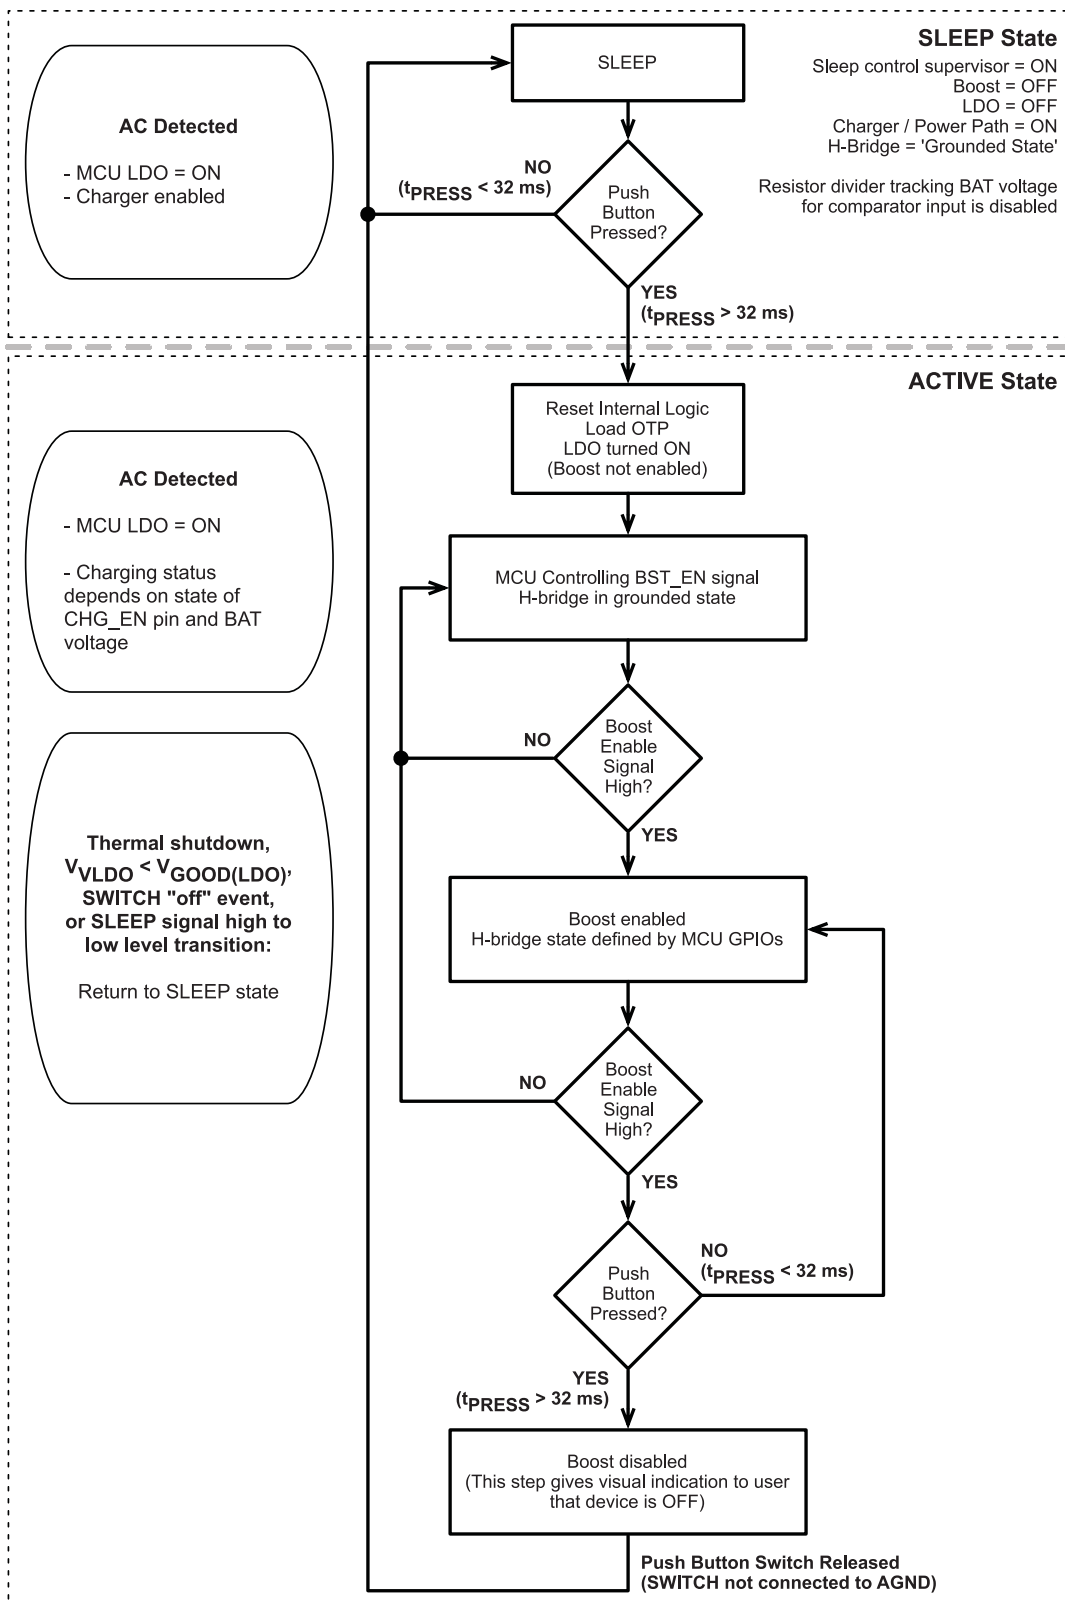 SLEEP State
Sleep control supervisor = ON
Boost = OFF
LDO = OFF
Charger / Power Path = ON
H-Bridge = 'Grounded State'
Resistor divider tracking BAT voltage
for comparator input is disabled
AC Detected
- MCU LDO = ON
- Charger enabled
SLEEP
NO
(tPRESS < 32 ms)
Push
Button
Pressed?
YES
(tPRESS > 32 ms)
ACTIVE State
Reset Internal Logic
Load OTP
LDO turned ON
(Boost not enabled)
AC Detected
- MCU LDO = ON
- Charging status
depends on state of
CHG_EN pin and BAT
voltage
MCU Controlling BST_EN signal
H-bridge in grounded state
NO
Boost
Enable
Signal
High?
YES
Thermal shutdown,
VVLDO < VGOOD(LDO),
SWITCH "off" event,
or SLEEP signal high to
low level transition:
Return to SLEEP state
Boost enabled
H-bridge state defined by MCU GPIOs
NO
Boost
Enable
Signal
High?
YES
Push
Button
Pressed?
NO
(tPRESS < 32 ms)
YES
(tPRESS > 32 ms)
Boost disabled
(This step gives visual indication to user
that device is OFF)
Push Button Switch Released
(SWITCH not connected to AGND)